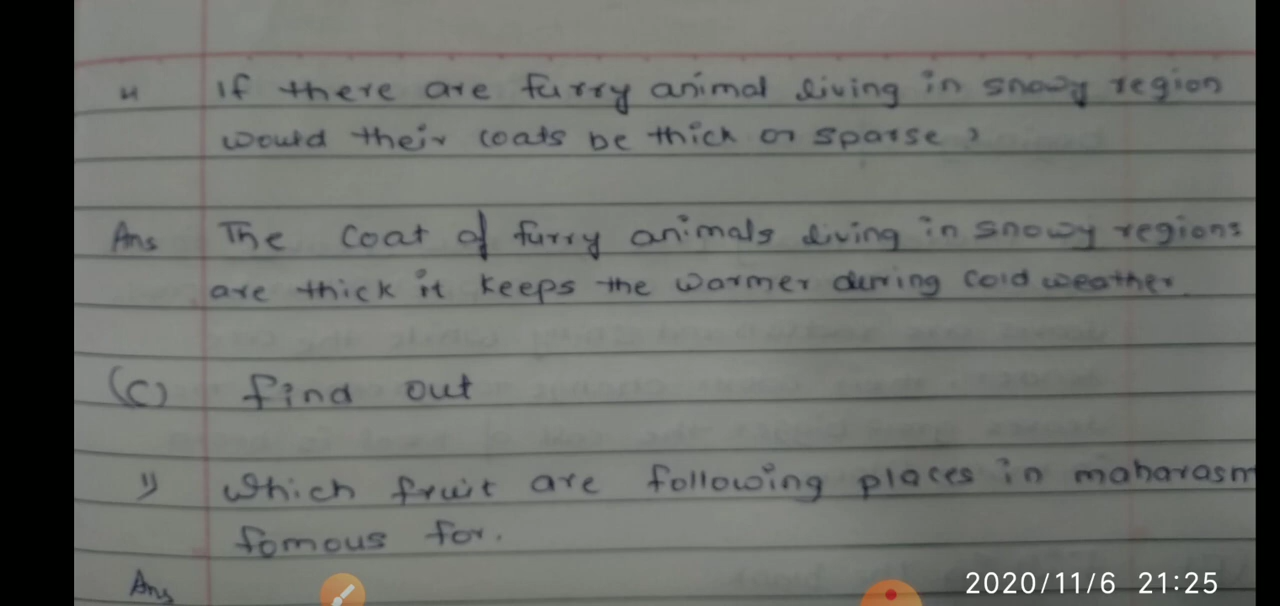 4 If there are furry animal living in snowy region
would their coats be thick or sparse ?
Ans The coat of furry animals living in snowy regions
are thick it keeps the warmer during cold weather.
(C) find out
1) which fruit are following places in maharasm
fomous for.
Ans
2020/11/6 21:25